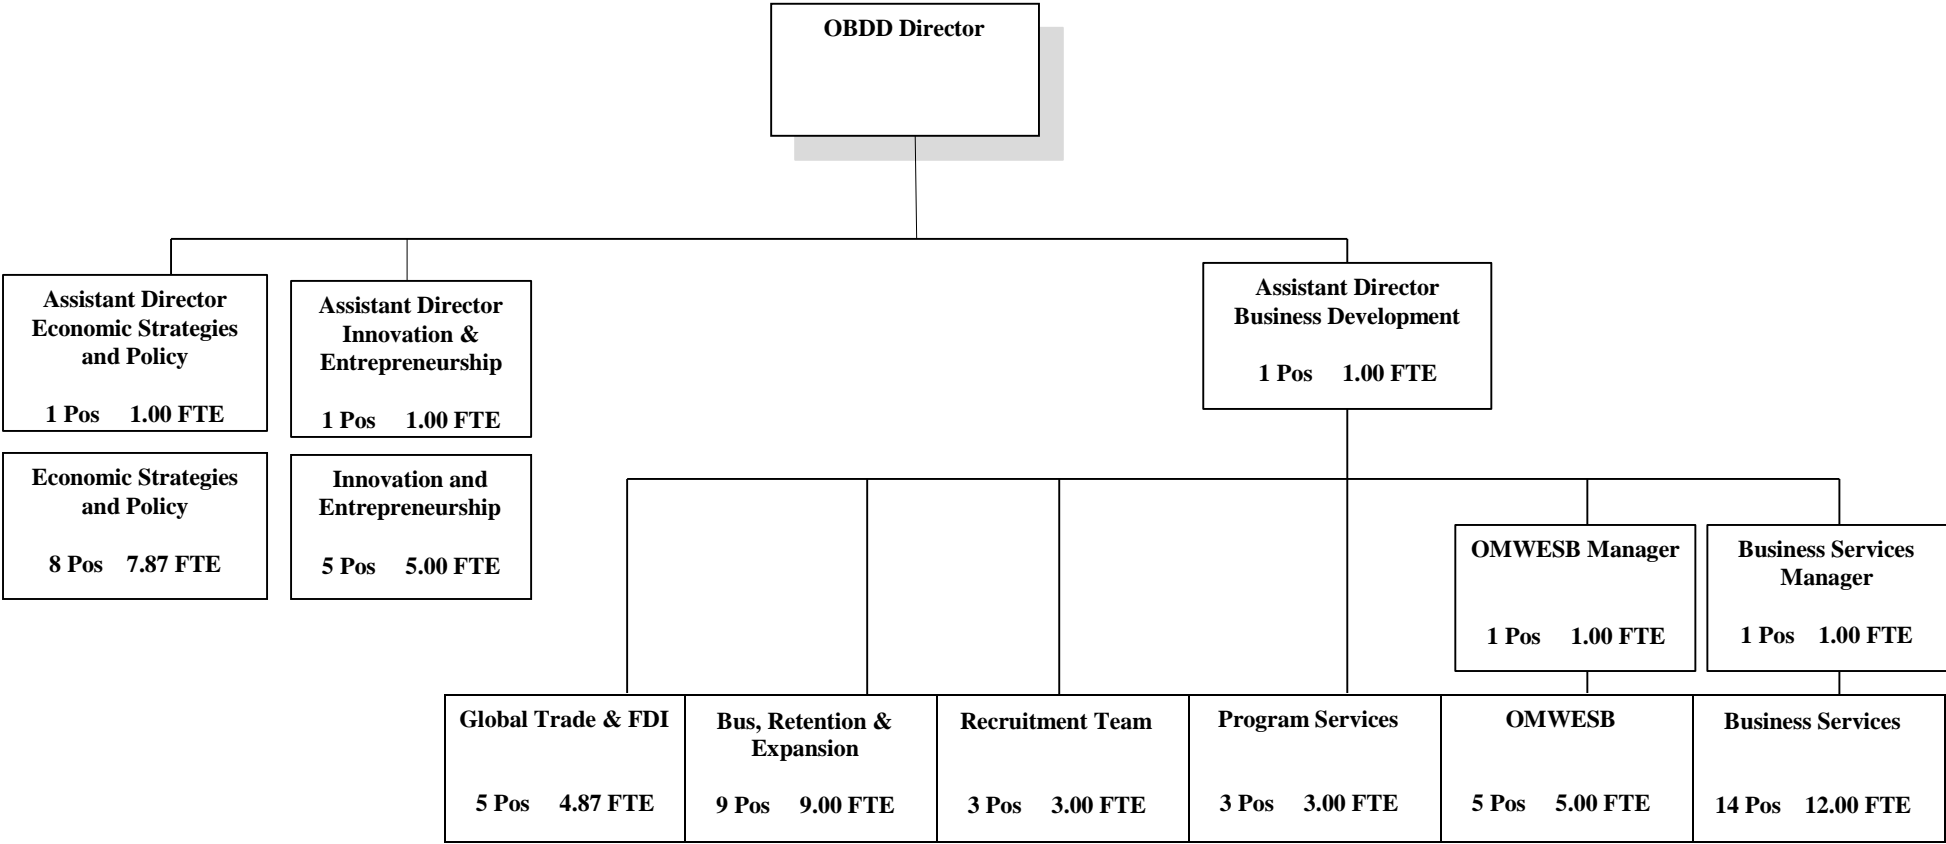 OBDD Director
Assistant Director
Economic Strategies
and Policy
1 Pos 1.00 FTE
Assistant Director
Innovation &
Entrepreneurship
1 Pos 1.00 FTE
Assistant Director
Business Development
1 Pos 1.00 FTE
Economic Strategies
and Policy
8 Pos 7.87 FTE
Innovation and
Entrepreneurship
5 Pos 5.00 FTE
OMWESB Manager
1 Pos 1.00 FTE
Business Services
Manager
1 Pos 1.00 FTE
Global Trade & FDI
5 Pos 4.87 FTE
Bus, Retention &
Expansion
9 Pos 9.00 FTE
Recruitment Team
3 Pos 3.00 FTE
Program Services
3 Pos 3.00 FTE
OMWESB
5 Pos 5.00 FTE
Business Services
14 Pos 12.00 FTE